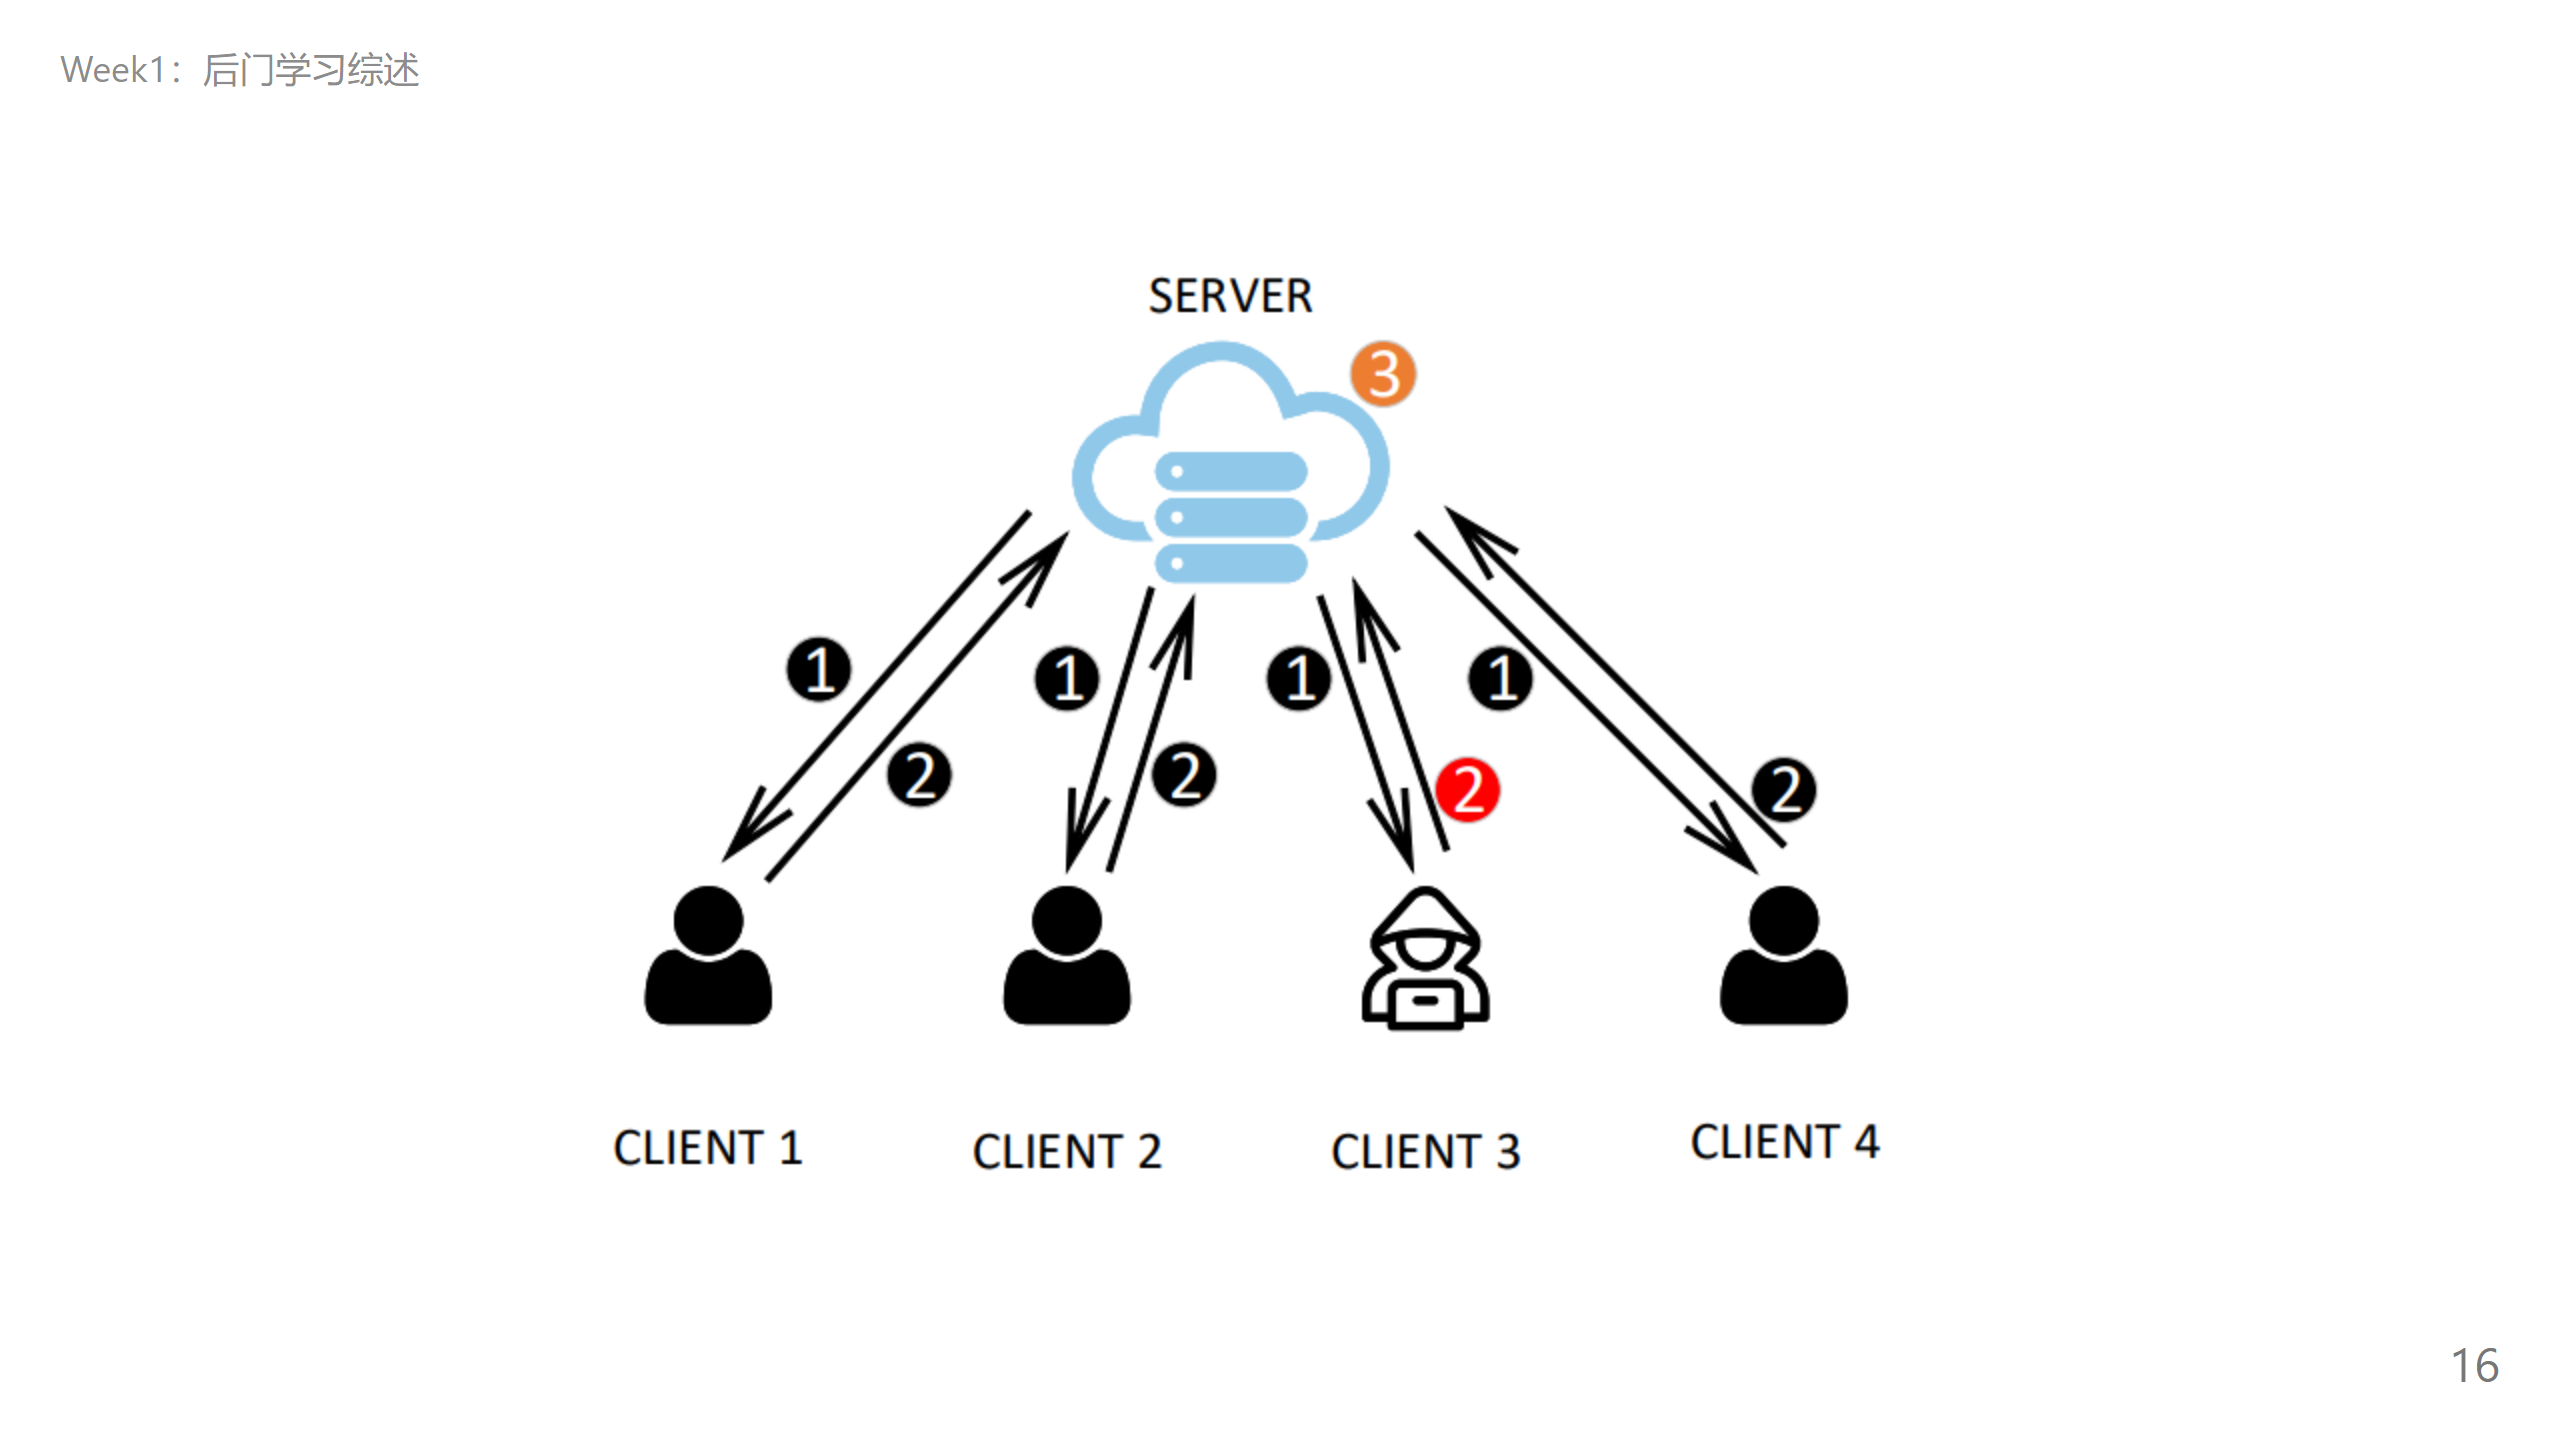 Week1：后门学习综述
SERVER
3
1
1
1
1
2
2
2
2
CLIENT 1
CLIENT 2
CLIENT 3
CLIENT 4
16